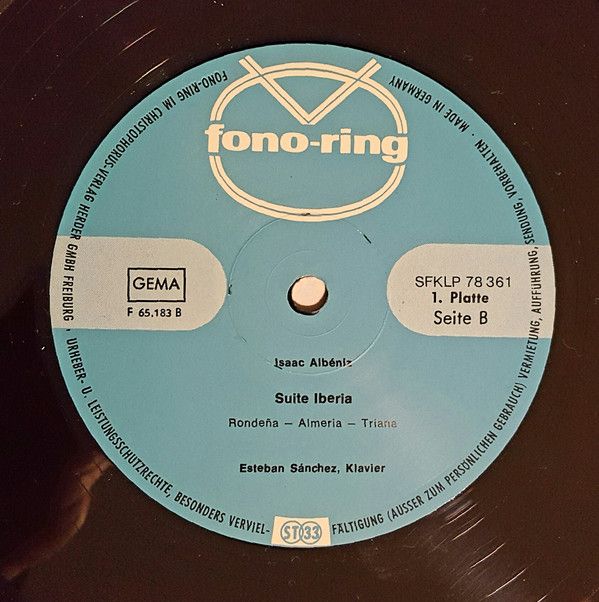 fono-ring
GEMA
F 65.183 B
SFKLP 78 361
1. Platte
Seite B
Isaac Albéniz
Suite Iberia
Rondeña – Almeria – Triana
Esteban Sánchez, Klavier
ST 33
FONO-RING IM CHRISTOPHORUS-VERLAG HERDER GMBH FREIBURG · URHEBER- U. LEISTUNGSSCHUTZRECHTE, BESONDERS VERVIEL-FÄLTIGUNG (AUSSER ZUM PERSÖNLICHEN GEBRAUCH) VERMIETUNG, AUFFÜHRUNG, SENDUNG, VORBEHALTEN · MADE IN GERMANY